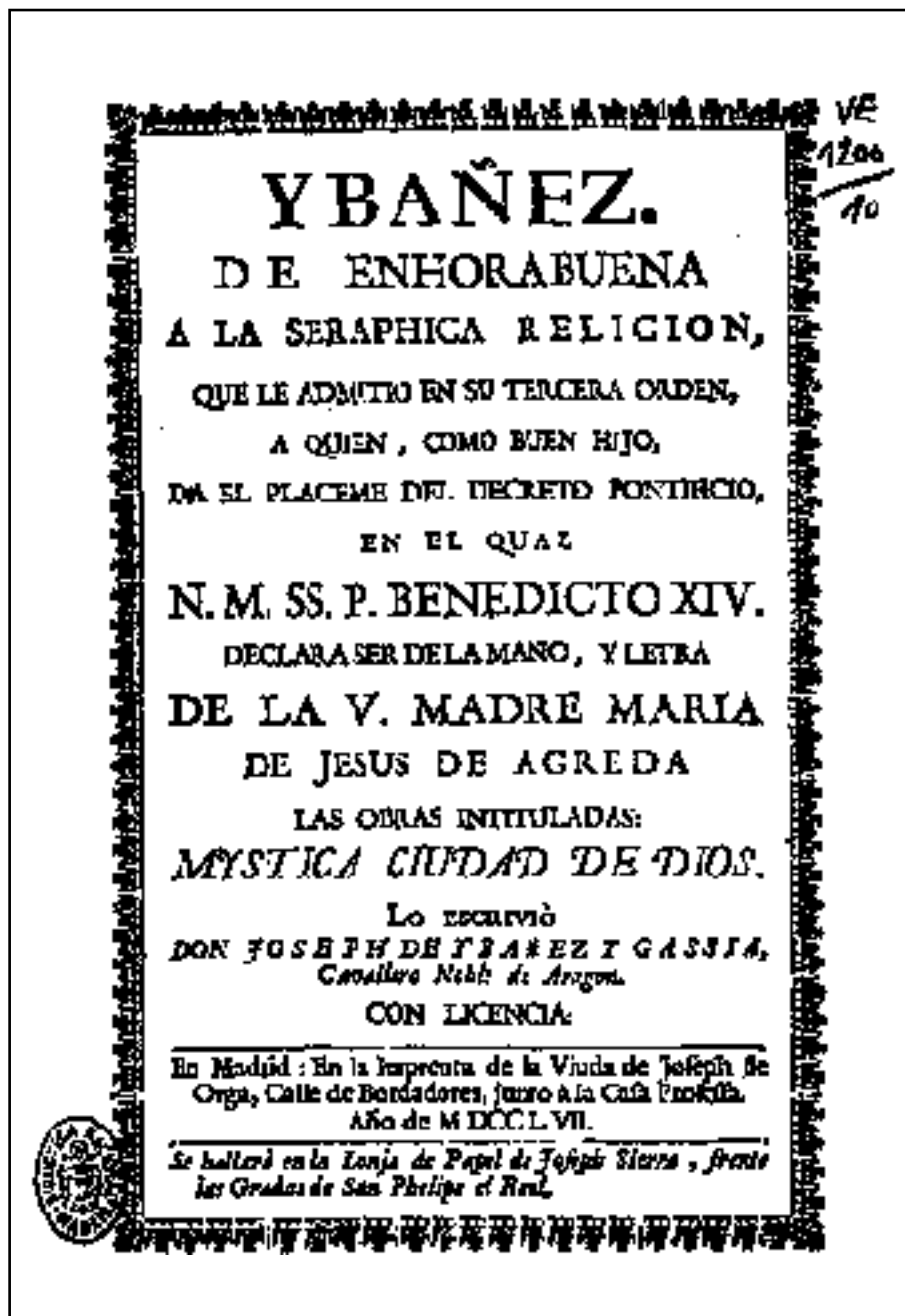 VE
1200
10
YBAÑEZ.
DE ENHORABUENA
A LA SERAPHICA RELIGION,
QUE LE ADMITIO EN SU TERCERA ORDEN,
A QUIEN, COMO BUEN HIJO,
DA EL PLACEME DEL DECRETO PONTIFICIO,
EN EL QUAL
N. M. SS. P. BENEDICTO XIV.
DECLARA SER DE LA MANO, Y LETRA
DE LA V. MADRE MARIA
DE JESUS DE AGREDA
LAS OBRAS INTITULADAS:
MYSTICA CIUDAD DE DIOS.
Lo escriviò
DON JOSEPH DE YBAÑEZ Y GASSIA,
Cavallero Noble de Aragon.
CON LICENCIA:
En Madrid: En la Imprenta de la Viuda de Joseph de
Orga, Calle de Bordadores, junto à la Casa Professa.
Año de M DCC L VII.
Se hallarà en la Lonja de Papel de Joseph Sierra, frente
las Gradas de San Phelipe el Real.